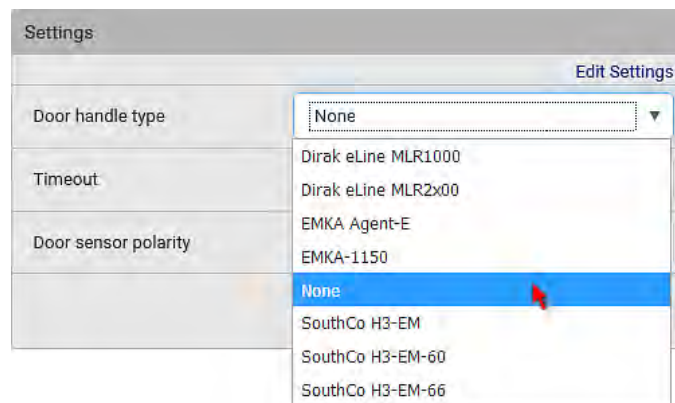 Settings
Edit Settings
Door handle type
None
Dirak eLine MLR1000
Timeout
Dirak eLine MLR2x00
EMKA Agent-E
Door sensor polarity
EMKA-1150
None
SouthCo H3-EM
SouthCo H3-EM-60
SouthCo H3-EM-66